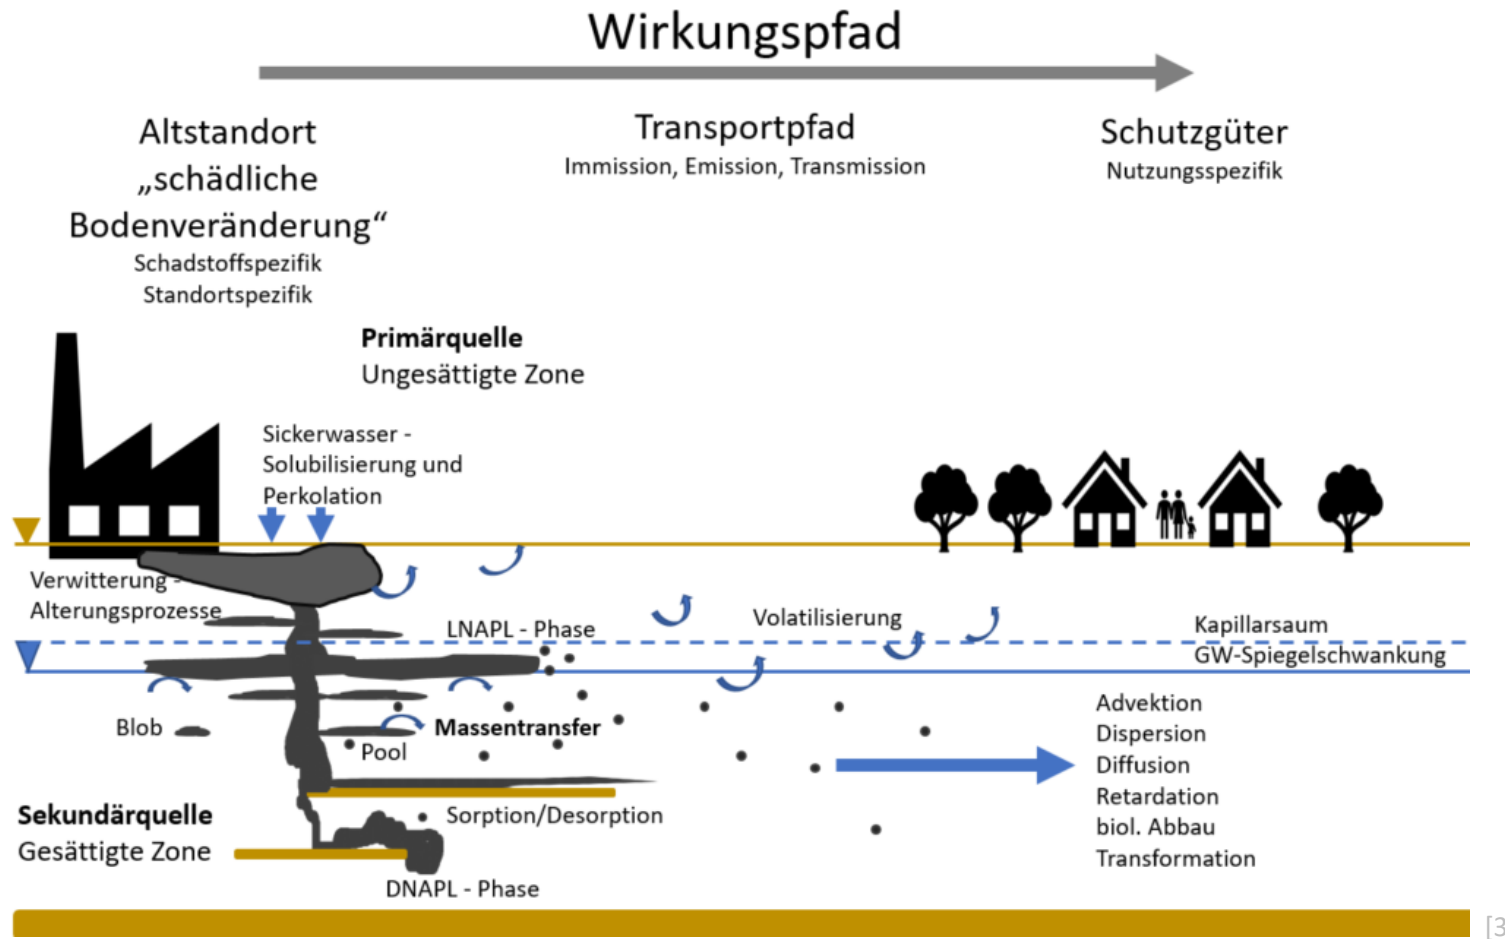 Wirkungspfad
Altstandort
„schädliche
Bodenveränderung“
Schadstoffspezifik
Standortspezifik
Transportpfad
Immission, Emission, Transmission
Schutzgüter
Nutzungsspezifik
Primärquelle
Ungesättigte Zone
Sickerwasser -
Solubilisierung und
Perkolation
Verwitterung -
Alterungsprozesse
LNAPL - Phase
Volatilisierung
Kapillarsaum
GW-Spiegelschwankung
Blob
Massentransfer
Pool
Advektion
Dispersion
Diffusion
Retardation
biol. Abbau
Transformation
Sekundärquelle
Gesättigte Zone
Sorption/Desorption
DNAPL - Phase
[3